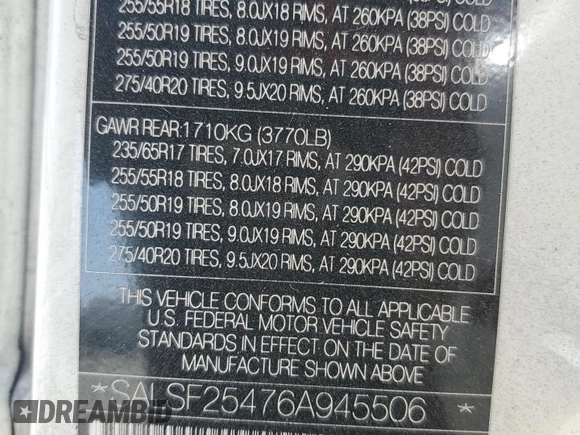 255/55R18 TIRES, 8.0JX18 RIMS, AT 260KPA (38PSI) COLD
255/50R19 TIRES, 8.0JX19 RIMS, AT 260KPA (38PSI) COLD
255/50R19 TIRES, 9.0JX19 RIMS, AT 260KPA (38PSI) COLD
275/40R20 TIRES, 9.5JX20 RIMS, AT 260KPA (38PSI) COLD
GAWR REAR:1710KG (3770LB)
235/65R17 TIRES, 7.0JX17 RIMS, AT 290KPA (42PSI) COLD
255/55R18 TIRES, 8.0JX18 RIMS, AT 290KPA (42PSI) COLD
255/50R19 TIRES, 8.0JX19 RIMS, AT 290KPA (42PSI) COLD
255/50R19 TIRES, 9.0JX19 RIMS, AT 290KPA (42PSI) COLD
275/40R20 TIRES, 9.5JX20 RIMS, AT 290KPA (42PSI) COLD
THIS VEHICLE CONFORMS TO ALL APPLICABLE
U.S. FEDERAL MOTOR VEHICLE SAFETY
STANDARDS IN EFFECT ON THE DATE OF
MANUFACTURE SHOWN ABOVE
*SALSF25476A945506 *
DREAMBID